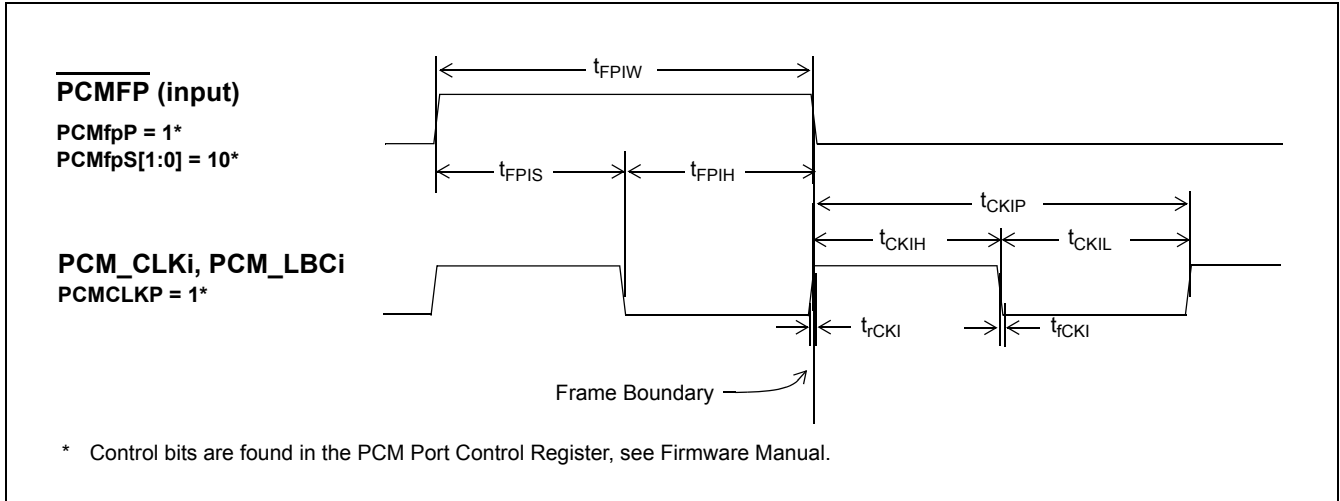 tFPIW
PCMFP (input)
PCMfpP = 1*
PCMfpS[1:0] = 10*
tFPIS
tFPIH
tCKIP
tCKIH
tCKIL
PCM_CLKi, PCM_LBCi
PCMCLKP = 1*
trCKI
tfCKI
Frame Boundary
* Control bits are found in the PCM Port Control Register, see Firmware Manual.